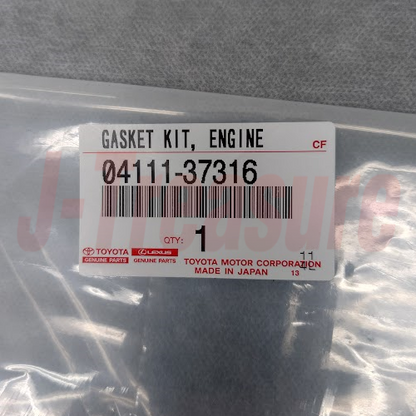 GASKET KIT, ENGINE
CF
04111-37316
QTY: 1
TOYOTA LEXUS
GENUINE PARTS GENUINE PARTS
TOYOTA MOTOR CORPORATION
MADE IN JAPAN 13
11
J-Treasure